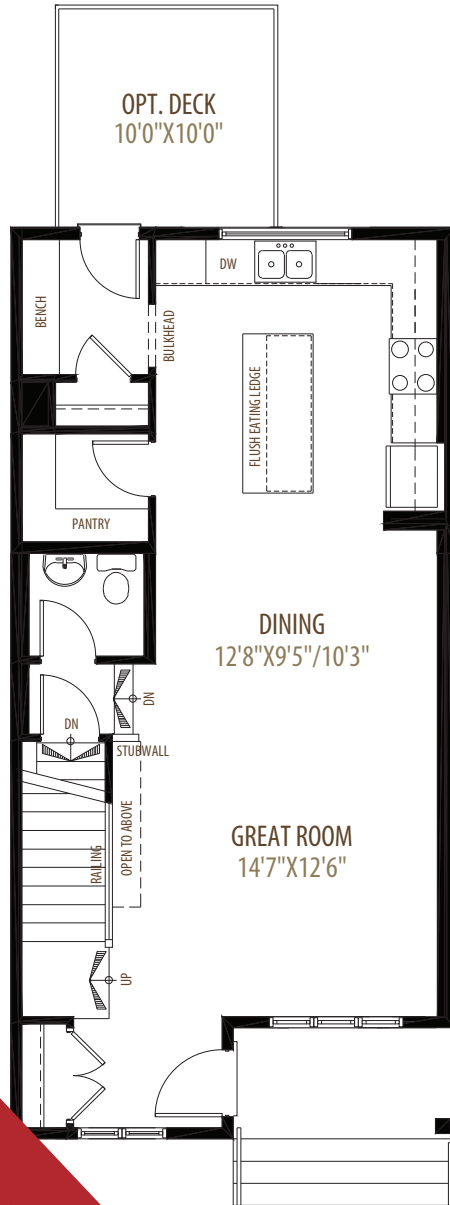 OPT. DECK
10'0"X10'0"
DW
BENCH
BULKHEAD
FLUSH EATING LEDGE
PANTRY
DINING
12'8"X9'5"/10'3"
DN
DN
STUBWALL
RAILING
OPEN TO ABOVE
GREAT ROOM
14'7"X12'6"
UP